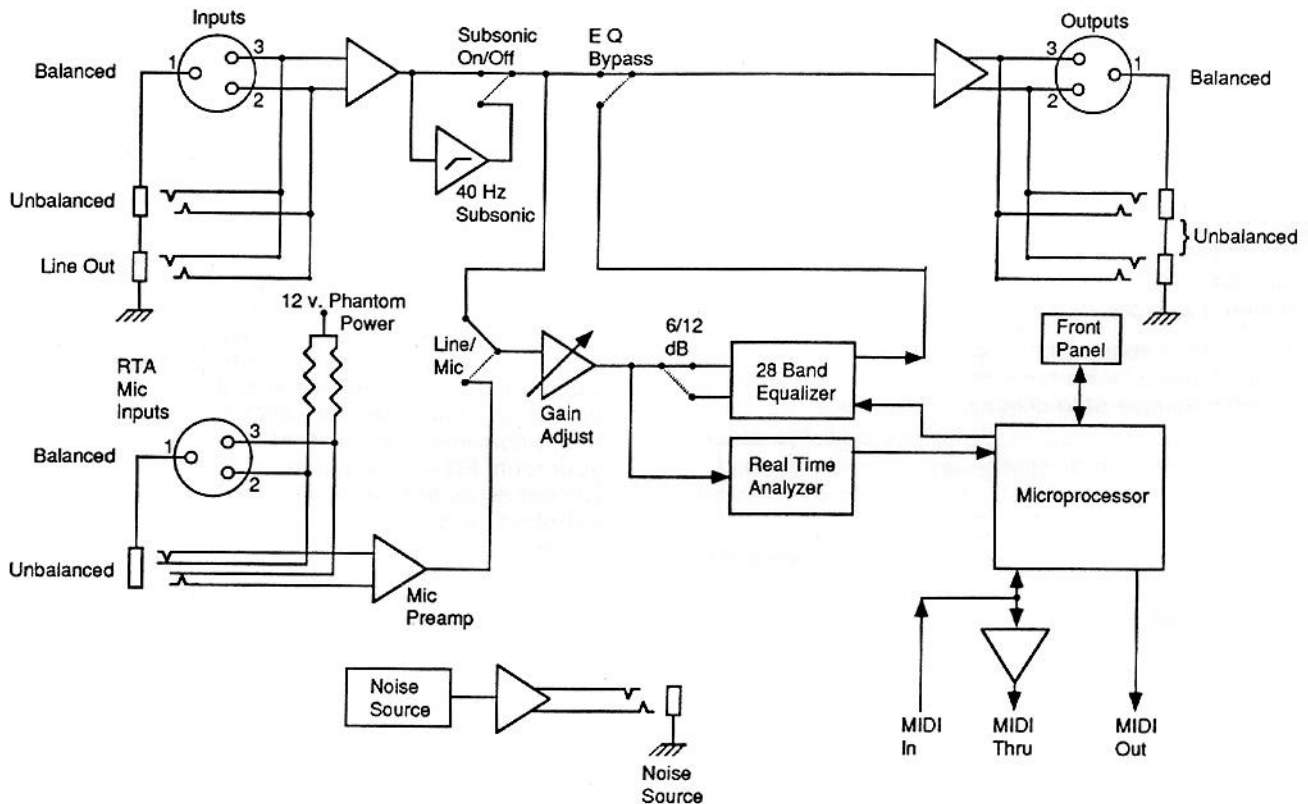 Inputs
Balanced
1
3
2
Unbalanced
Line Out
Subsonic
On/Off
40 Hz
Subsonic
E Q
Bypass
Outputs
3
2
1
Balanced
Unbalanced
12 v. Phantom
Power
RTA
Mic
Inputs
Balanced
1
3
2
Unbalanced
Mic
Preamp
Line/
Mic
Gain
Adjust
6/12
dB
28 Band
Equalizer
Real Time
Analyzer
Front
Panel
Microprocessor
MIDI
In
MIDI
Thru
MIDI
Out
Noise
Source
Noise
Source